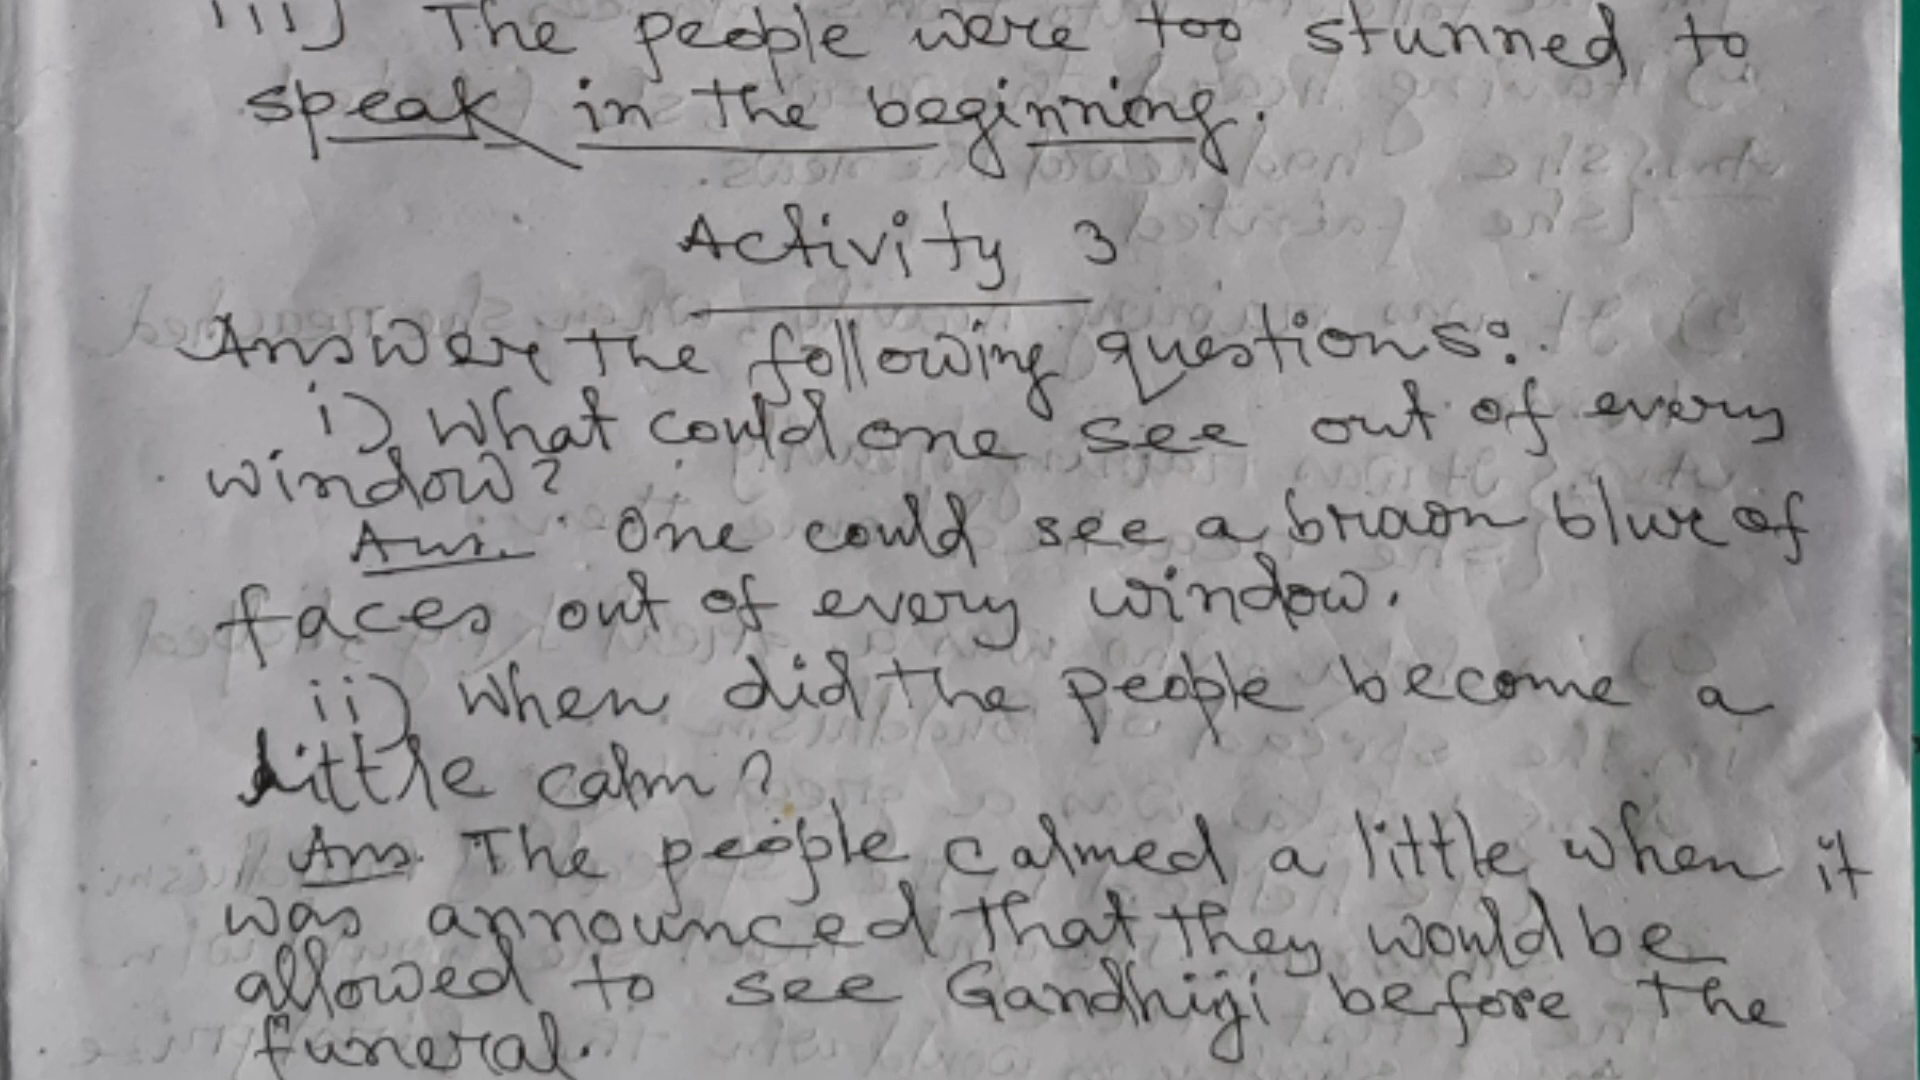 iii) The people were too stunned to
speak in the beginning.
Activity 3
Answer the following questions:
i) What could one see out of every
window?
Ans. One could see a braon blur of
faces out of every window.
ii) When did the people become a
little calm?
Ans. The people calmed a little when it
was announced that they would be
allowed to see Gandhiji before the
funeral.